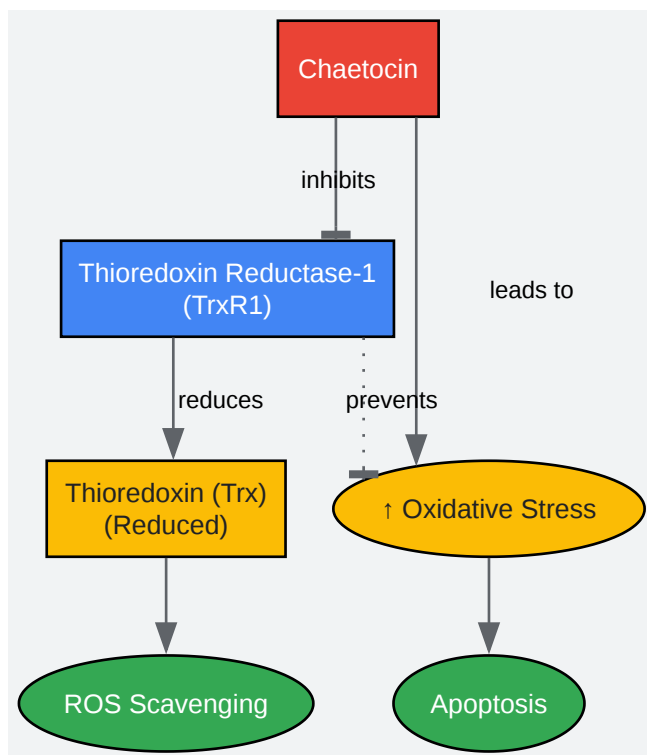 Chaetocin
inhibits
Thioredoxin Reductase-1
(TrxR1)
leads to
reduces
prevents
Thioredoxin (Trx)
(Reduced)
↑ Oxidative Stress
ROS Scavenging
Apoptosis